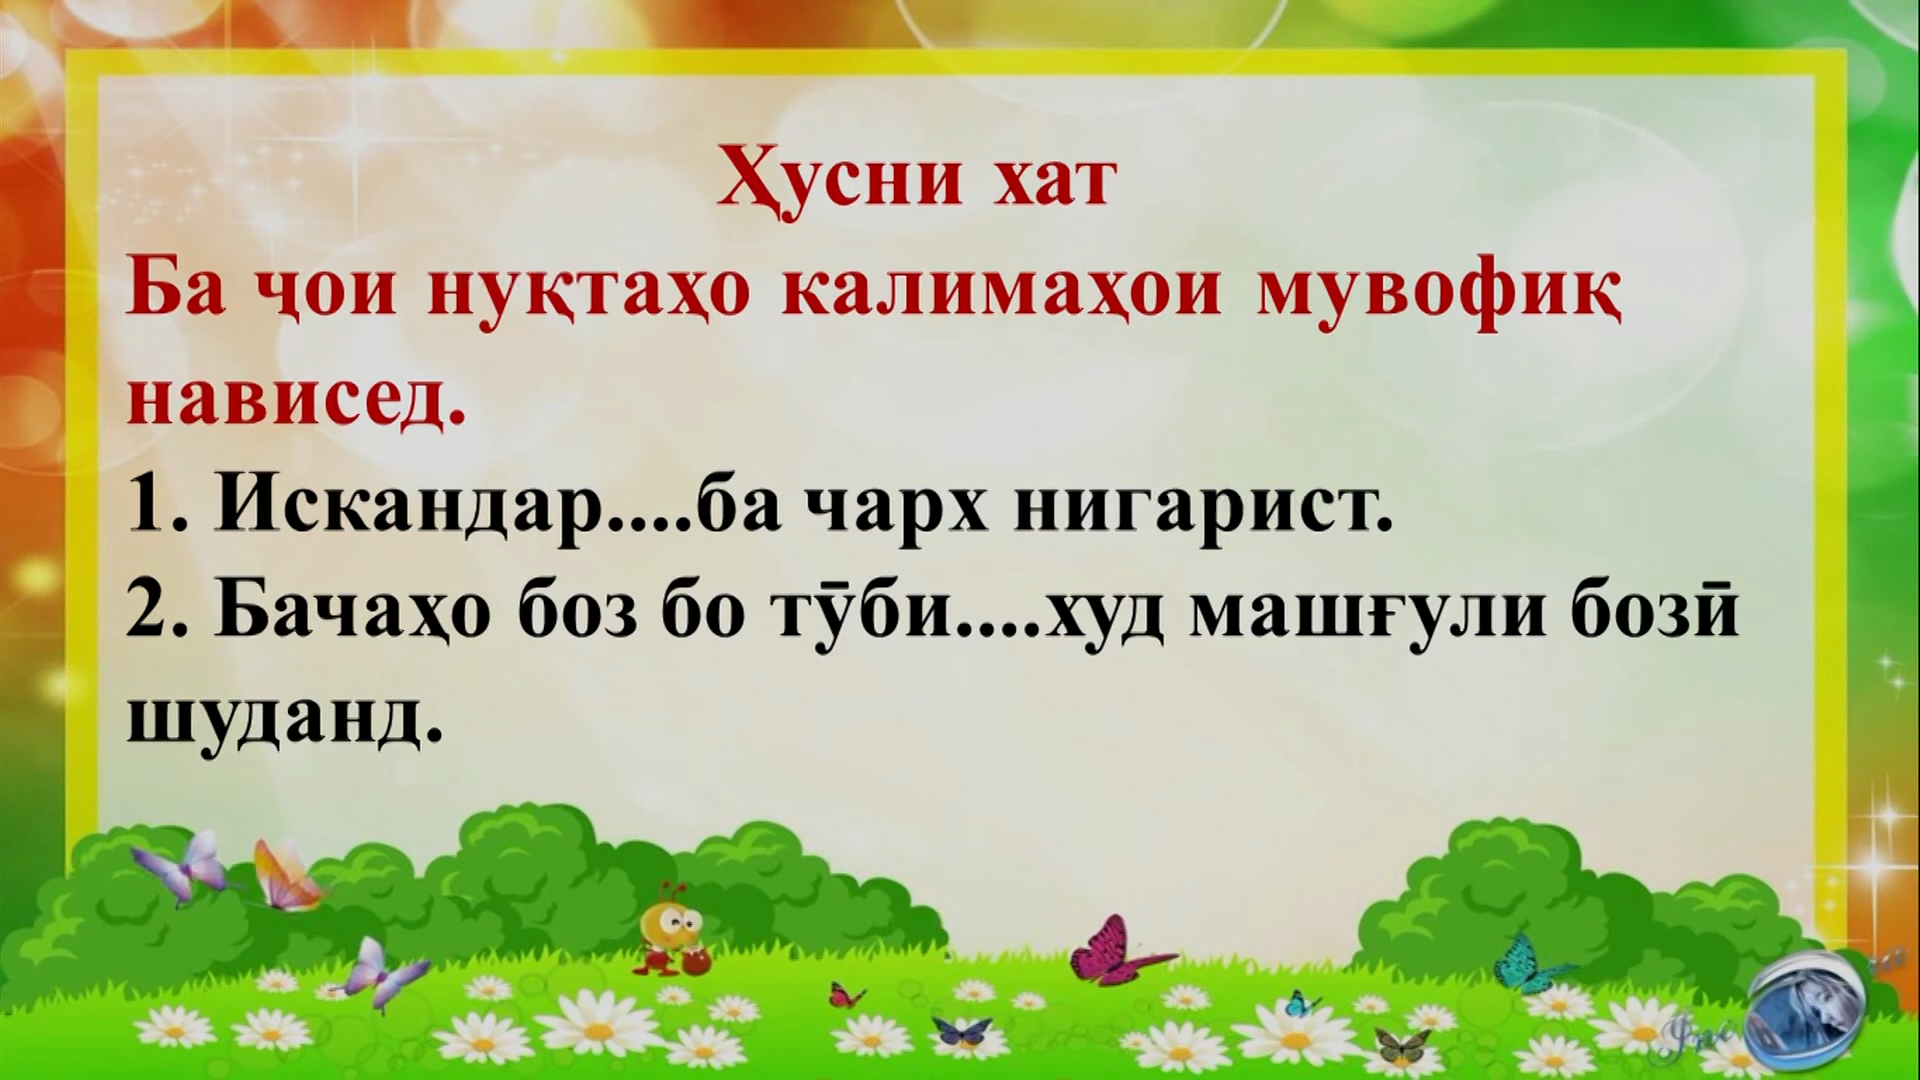 Ҳусни хат
Ба ҷои нуқтаҳо калимаҳои мувофиқ
нависед.
1. Искандар....ба чарх нигарист.
2. Бачаҳо боз бо тӯби....худ машғули бозӣ
шуданд.